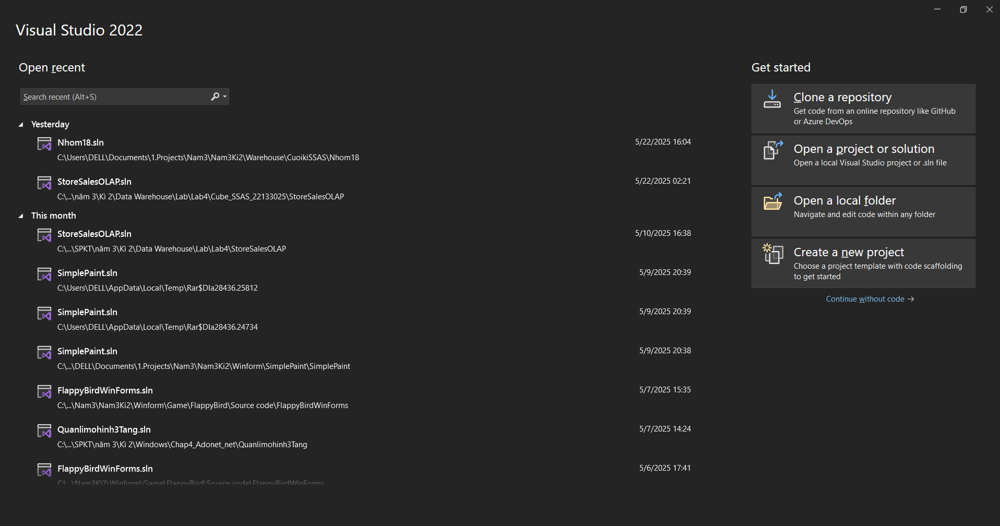 Visual Studio 2022
Open recent
Search recent (Alt+S)
Yesterday
Nhom18.sln
5/22/2025 16:04
C:\Users\DELL\Documents\1.Projects\Nam3\Nam3Ki2\Warehouse\CuoikiSSAS\Nhom18
StoreSalesOLAP.sln
5/22/2025 02:21
C:\...\năm 3\Kì 2\Data Warehouse\Lab\Lab4\Cube_SSAS_22133025\StoreSalesOLAP
This month
StoreSalesOLAP.sln
5/10/2025 16:38
C:\...\SPKT\năm 3\Kì 2\Data Warehouse\Lab\Lab4\StoreSalesOLAP
SimplePaint.sln
5/9/2025 20:39
C:\Users\DELL\AppData\Local\Temp\Rar$DIa28436.25812
SimplePaint.sln
5/9/2025 20:39
C:\Users\DELL\AppData\Local\Temp\Rar$DIa28436.24734
SimplePaint.sln
5/9/2025 20:38
C:\...\DELL\Documents\1.Projects\Nam3\Nam3Ki2\Winform\SimplePaint\SimplePaint
FlappyBirdWinForms.sln
5/7/2025 15:35
C:\...\Nam3\Nam3Ki2\Winform\Game\FlappyBird\Source code\FlappyBirdWinForms
Quanlimohinh3Tang.sln
5/7/2025 14:24
C:\...\SPKT\năm 3\Kì 2\Windows\Chap4_Adonet_net\Quanlimohinh3Tang
FlappyBirdWinForms.sln
5/6/2025 17:41
C:\...\Nam3Ki2\Winform\Game\FlappyBird\Source code\FlappyBirdWinForms
Get started
Clone a repository
Get code from an online repository like GitHub
or Azure DevOps
Open a project or solution
Open a local Visual Studio project or .sln file
Open a local folder
Navigate and edit code within any folder
Create a new project
Choose a project template with code scaffolding
to get started
Continue without code →